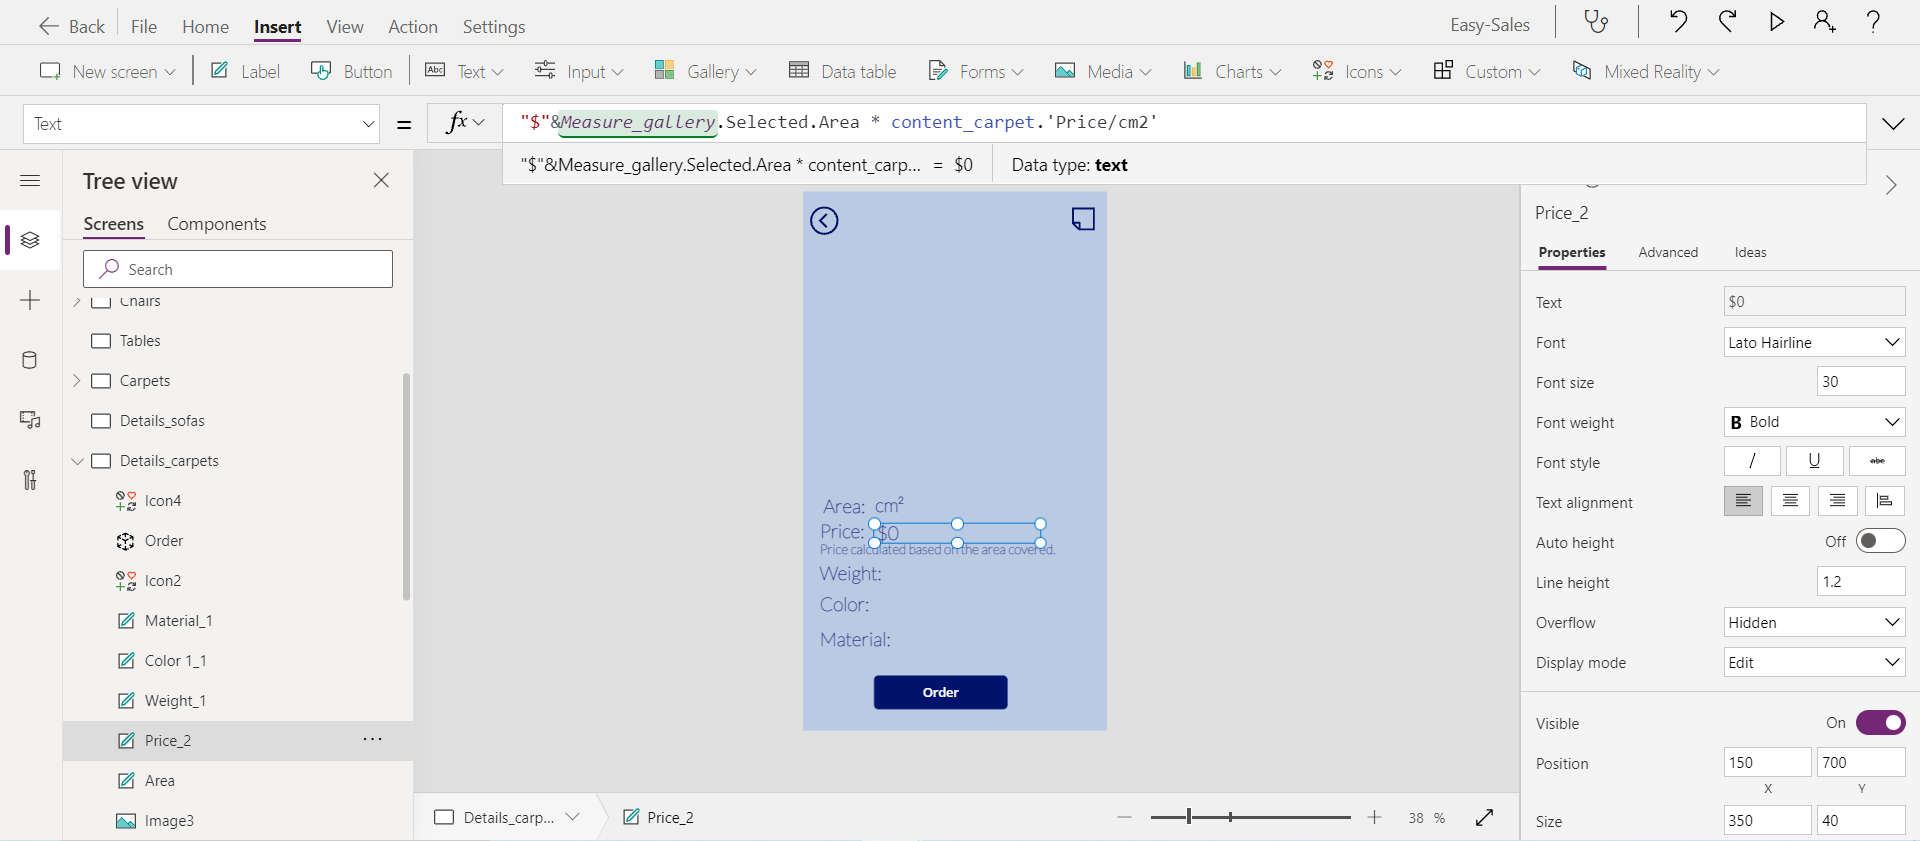 Back File Home Insert View Action Settings Easy-Sales ?
New screen Label Button Abc Text Input Gallery Data table Forms Media Charts Icons Custom Mixed Reality
Text = fx "$"&Measure_gallery.Selected.Area * content_carpet.'Price/cm2'
"$"&Measure_gallery.Selected.Area * content_carp... = $0 Data type: text
Tree view
Screens Components
Search
Chairs
Tables
Carpets
Details_sofas
Details_carpets
Icon4
Order
Icon2
Material_1
Color 1_1
Weight_1
Price_2 ...
Area
Image3
Area: cm²
Price: $0
Price calculated based on the area covered.
Weight:
Color:
Material:
Order
Details_carp... Price_2 38 %
Price_2
Properties Advanced Ideas
Text $0
Font Lato Hairline
Font size 30
Font weight B Bold
Font style / U abc
Text alignment
Auto height Off
Line height 1.2
Overflow Hidden
Display mode Edit
Visible On
Position 150 700
X Y
Size 350 40